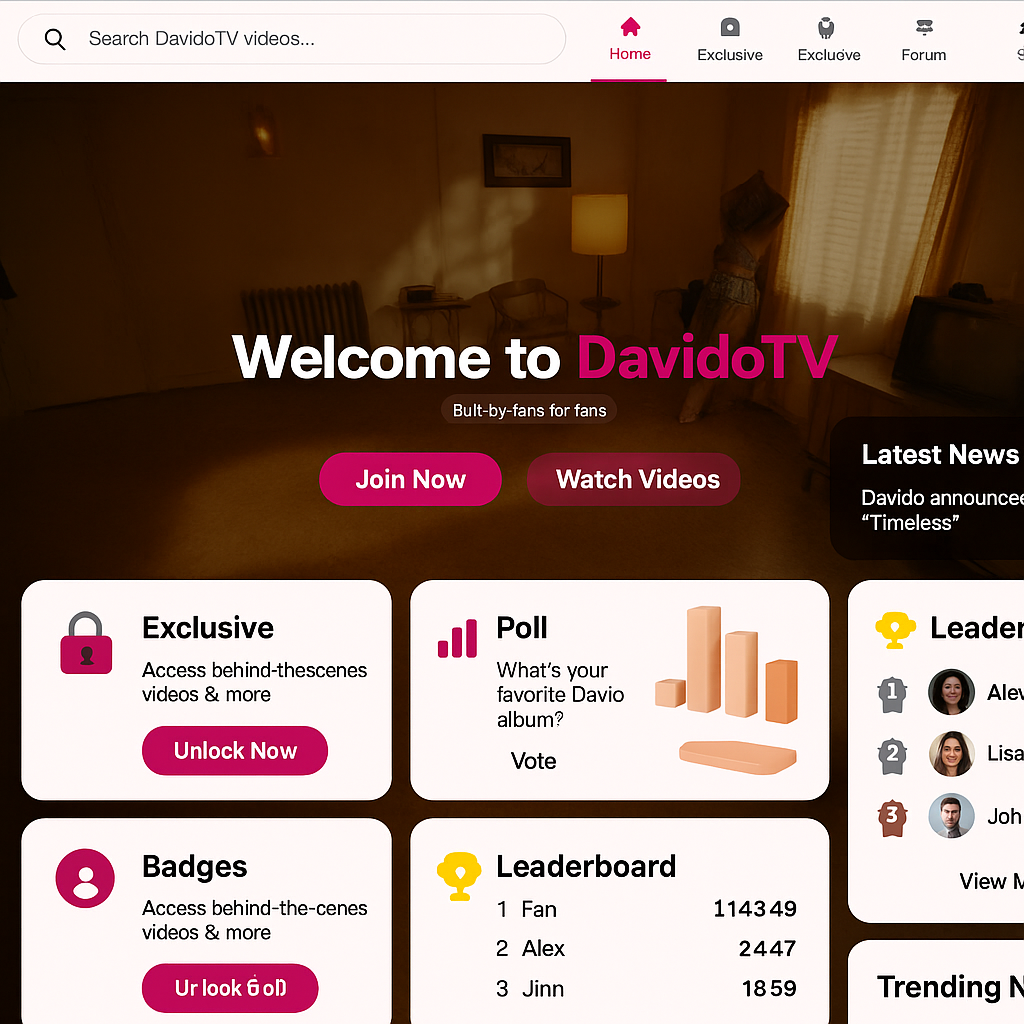 Search DavidoTV videos...
Home
Exclusive
Excluove
Forum
S
Welcome to DavidoTV
Bult-by-fans for fans
Join Now
Watch Videos
Latest News
Davido announcee
“Timeless”
Exclusive
Access behind-thescenes
videos & more
Unlock Now
Poll
What's your
favorite Davio
album?
Vote
Leader
1
Alev
2
Lisa
3
Joh
View M
Badges
Access behind-the-cenes
videos & more
Ur look
Leaderboard
1 Fan 114349
2 Alex 2447
3 Jinn 1859
Trending N